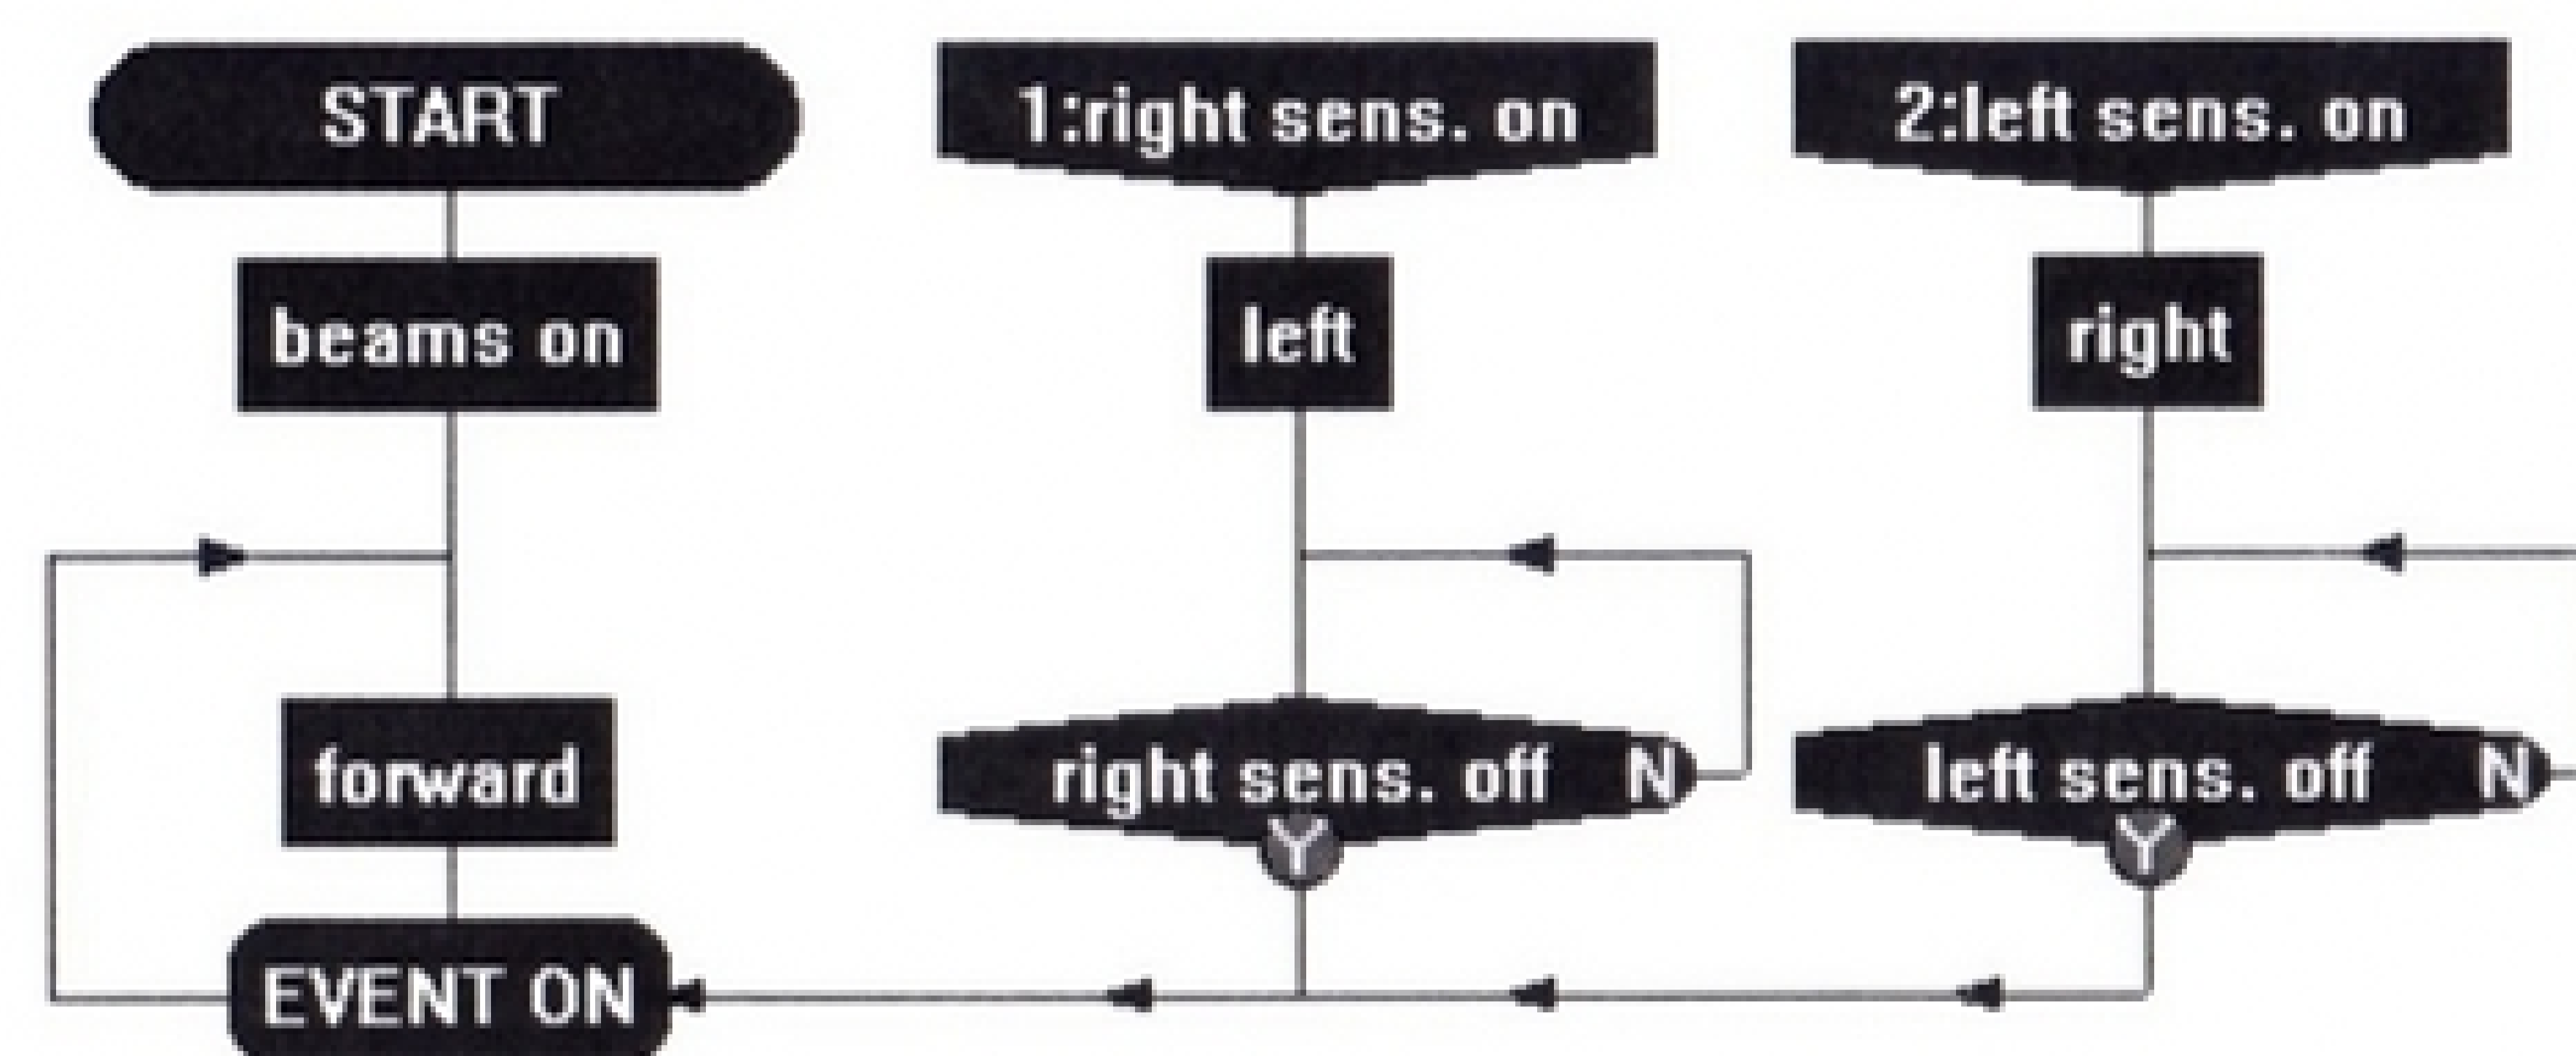 START
beams on
forward
EVENT ON
1:right sens. on
left
right sens. off N
Y
2:left sens. on
right
left sens. off N
Y